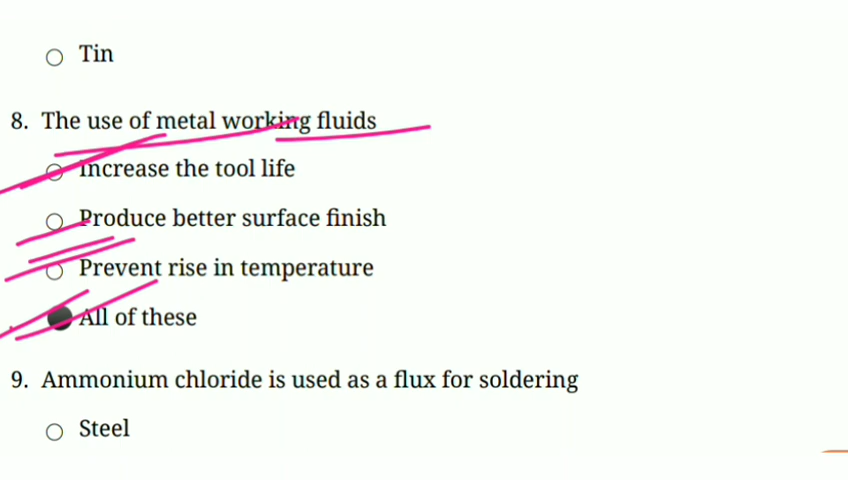 Tin
8. The use of metal working fluids
Increase the tool life
Produce better surface finish
Prevent rise in temperature
All of these
9. Ammonium chloride is used as a flux for soldering
Steel